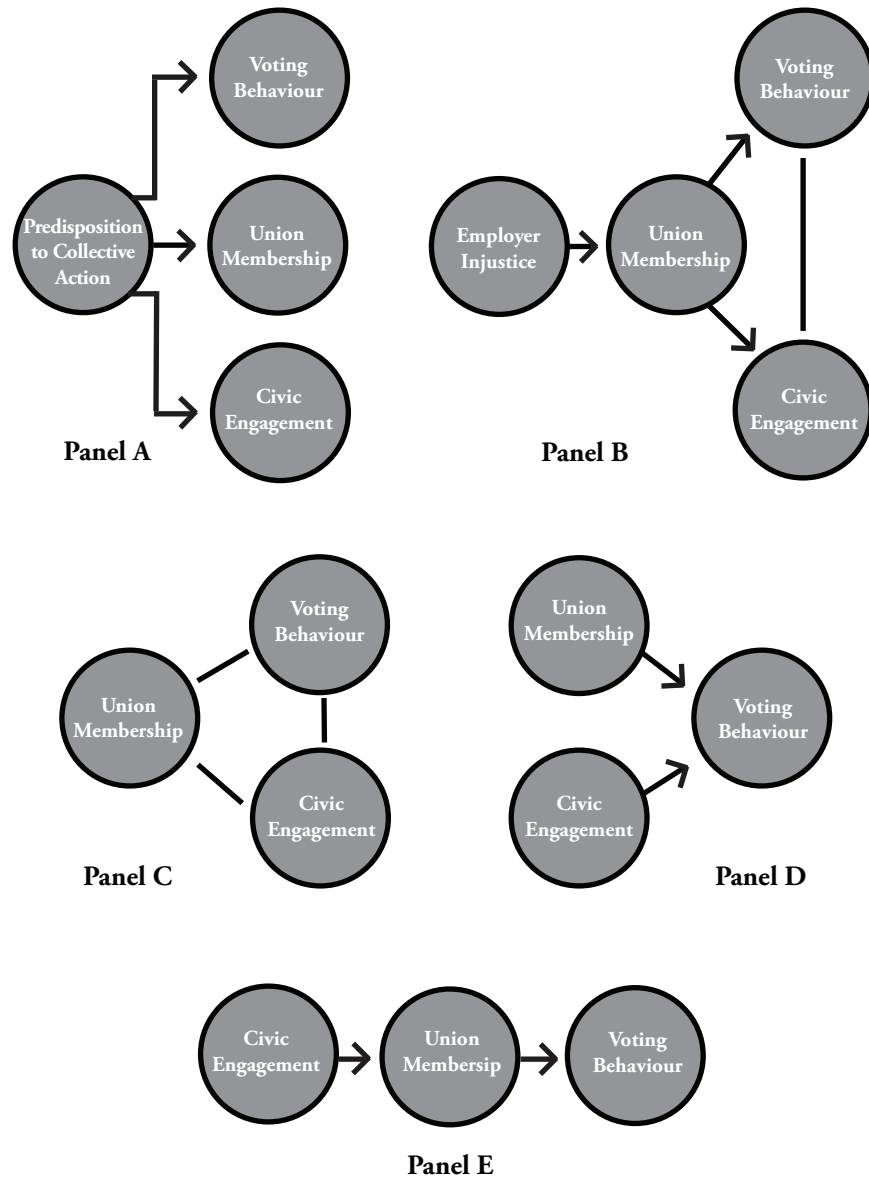 Voting
Behaviour
Predisposition
to Collective
Action
Union
Membership
Civic
Engagement
Panel A
Voting
Behaviour
Employer
Injustice
Union
Membership
Civic
Engagement
Panel B
Voting
Behaviour
Union
Membership
Civic
Engagement
Panel C
Union
Membership
Voting
Behaviour
Civic
Engagement
Panel D
Civic
Engagement
Union
Membersip
Voting
Behaviour
Panel E